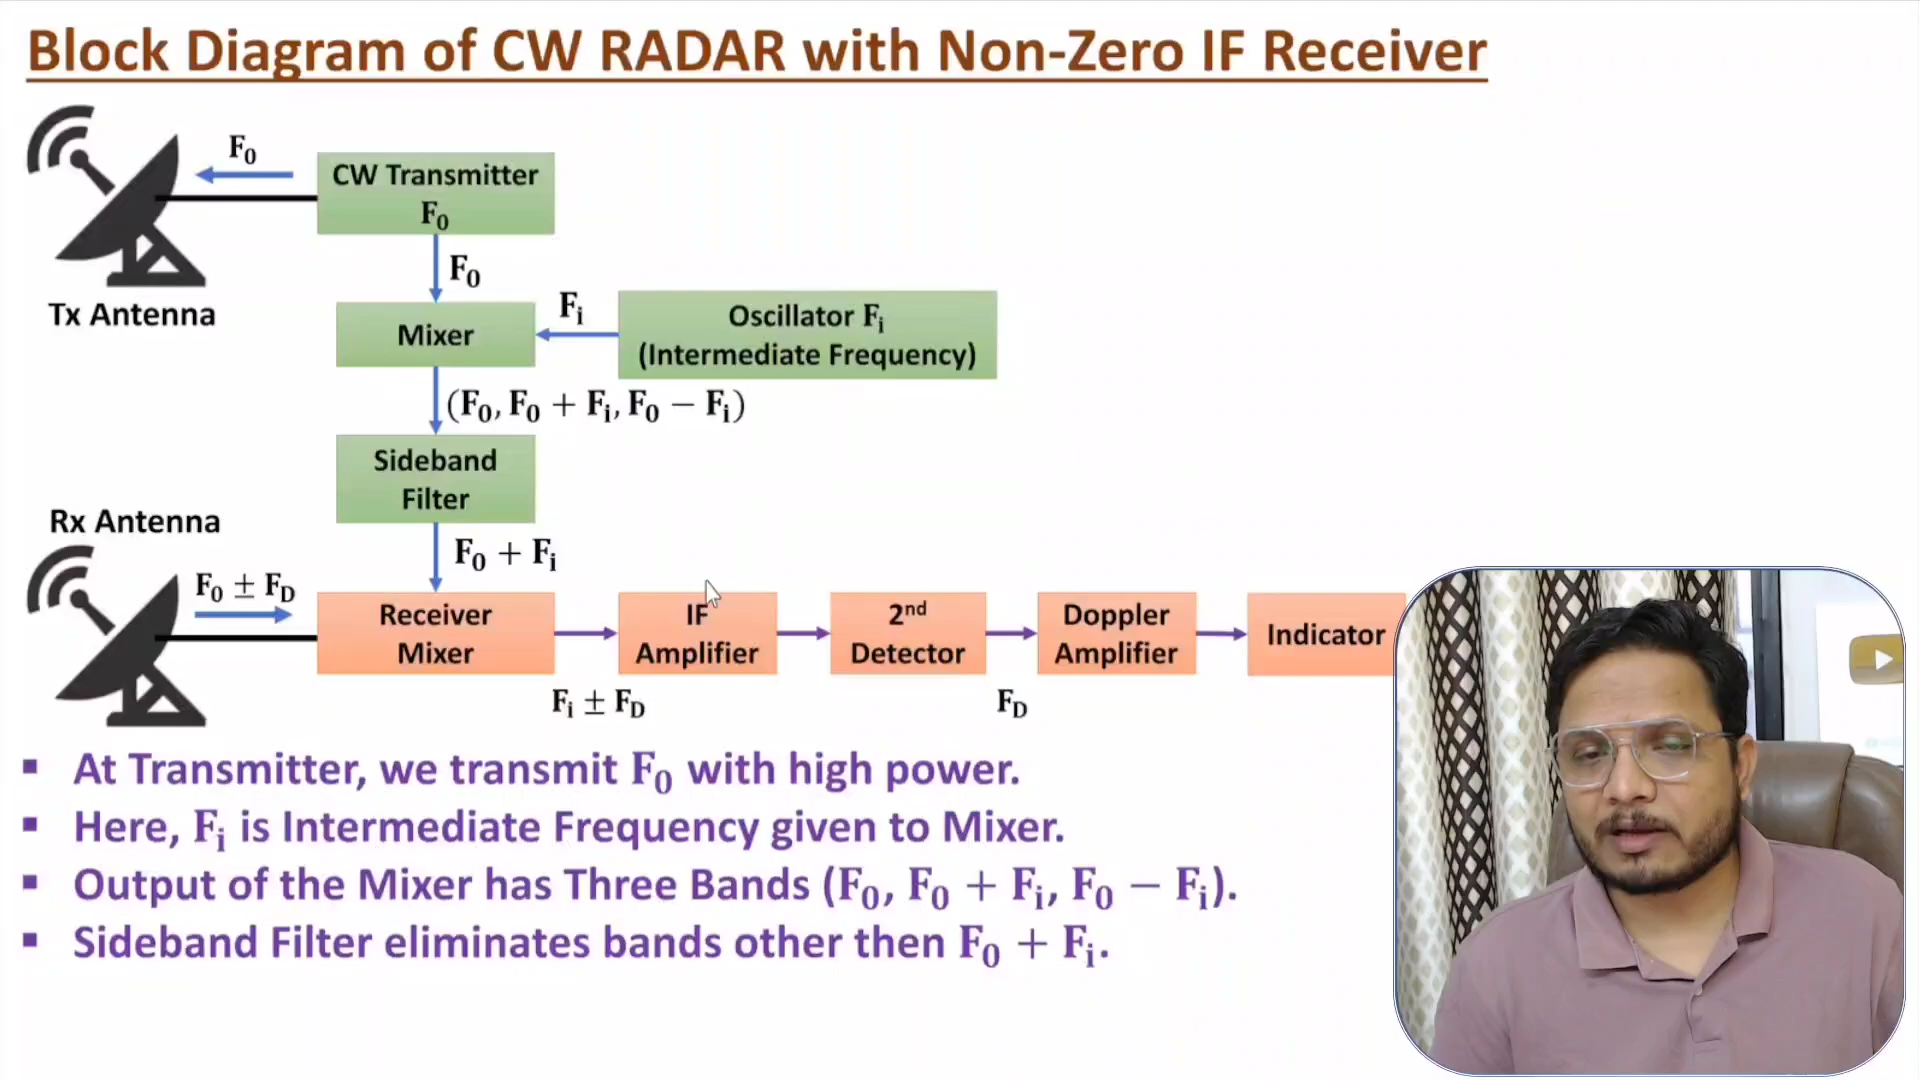 Block Diagram of CW RADAR with Non-Zero IF Receiver
F₀
CW Transmitter
F₀
Tx Antenna
F₀
Mixer
Fᵢ
Oscillator Fᵢ
(Intermediate Frequency)
(F₀, F₀ + Fᵢ, F₀ − Fᵢ)
Sideband
Filter
F₀ + Fᵢ
Rx Antenna
F₀ ± F_D
Receiver
Mixer
IF
Amplifier
2ⁿᵈ
Detector
Doppler
Amplifier
Indicator
Fᵢ ± F_D
F_D
▪ At Transmitter, we transmit F₀ with high power.
▪ Here, Fᵢ is Intermediate Frequency given to Mixer.
▪ Output of the Mixer has Three Bands (F₀, F₀ + Fᵢ, F₀ − Fᵢ).
▪ Sideband Filter eliminates bands other then F₀ + Fᵢ.